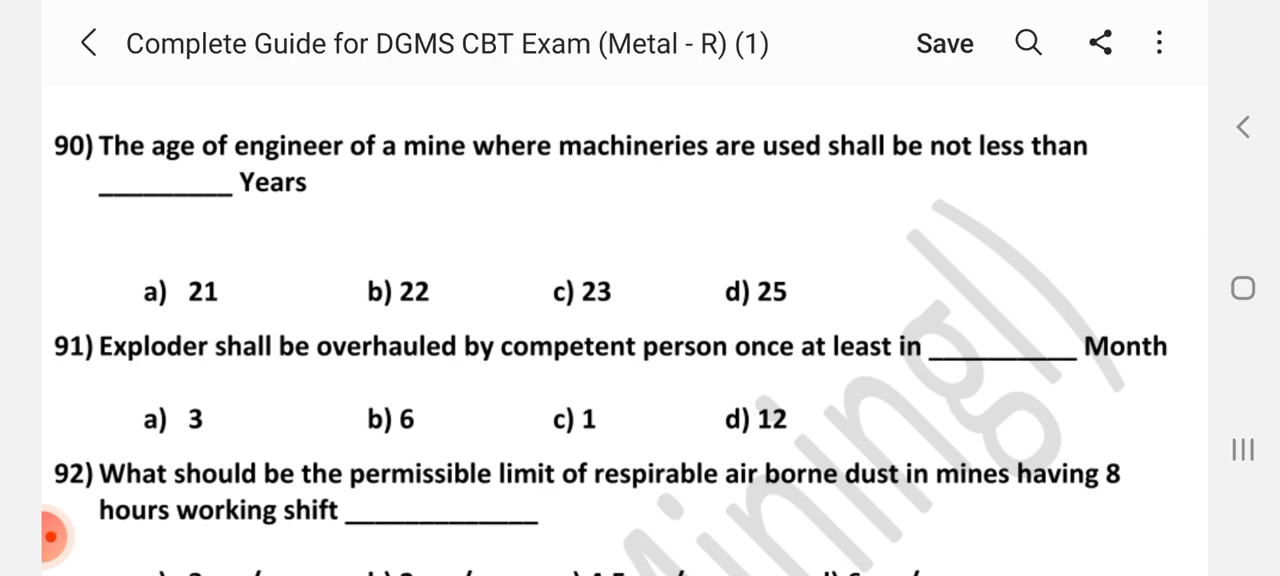 Complete Guide for DGMS CBT Exam (Metal - R) (1) Save
90) The age of engineer of a mine where machineries are used shall be not less than
_________ Years
a) 21 b) 22 c) 23 d) 25
91) Exploder shall be overhauled by competent person once at least in __________ Month
a) 3 b) 6 c) 1 d) 12
92) What should be the permissible limit of respirable air borne dust in mines having 8
hours working shift _____________